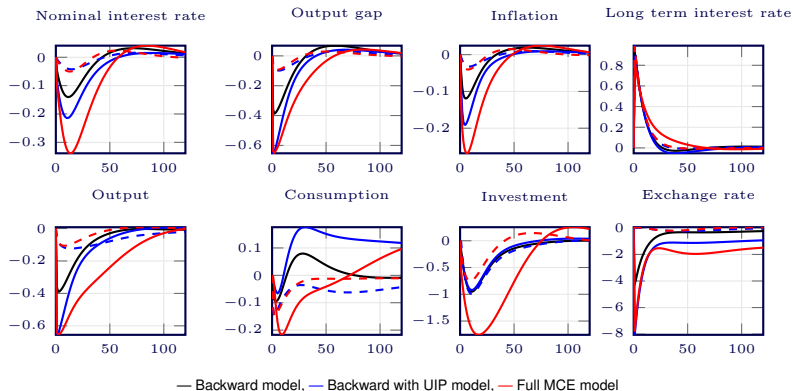 Nominal interest rate
Output gap
Inflation
Long term interest rate
0
−0.1
−0.2
−0.3
0 50 100
0
−0.2
−0.4
−0.6
0 50 100
0
−0.1
−0.2
0 50 100
0.8
0.6
0.4
0.2
0
0 50 100
Output
Consumption
Investment
Exchange rate
0
−0.2
−0.4
−0.6
0 50 100
0.1
0
−0.1
−0.2
0 50 100
0.5
0
−0.5
−1
−1.5
0 50 100
0
−2
−4
−6
−8
0 50 100
Backward model, Backward with UIP model, Full MCE model